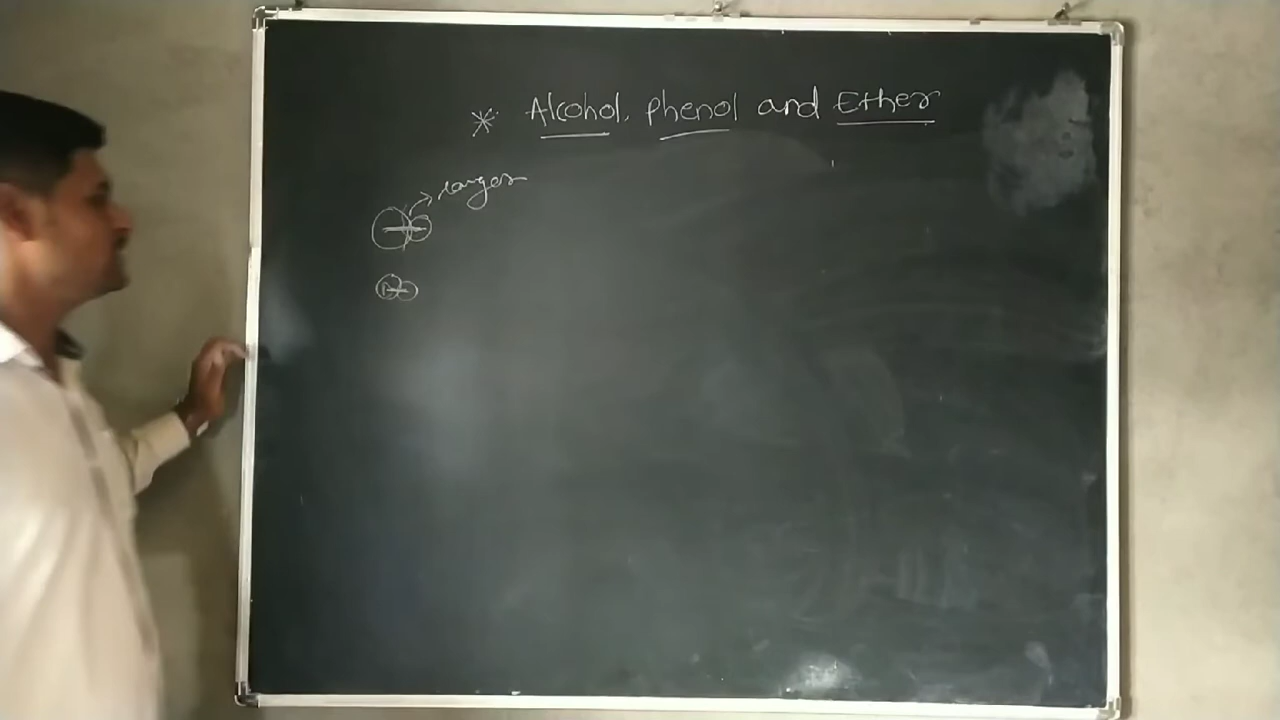 * Alcohol, phenol and Ether
→ larger